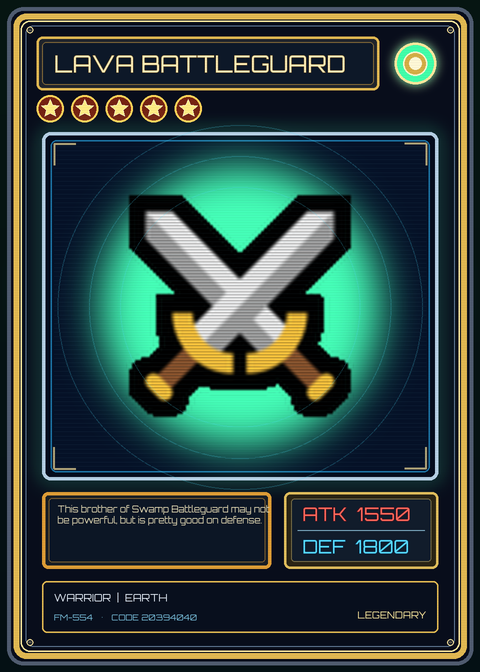 LAVA BATTLEGUARD
This brother of Swamp Battleguard may not
be powerful, but is pretty good on defense.
ATK 1550
DEF 1800
WARRIOR | EARTH
FM-554 · CODE 20394040
LEGENDARY